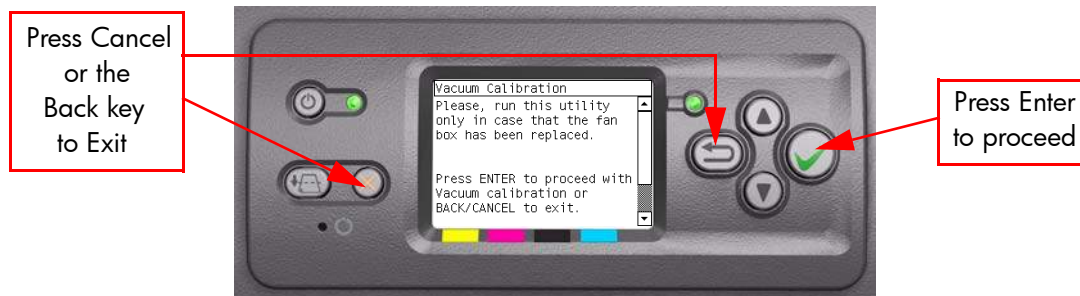 Press Cancel
or the
Back key
to Exit
Vacuum Calibration
Please, run this utility
only in case that the fan
box has been replaced.
Press ENTER to proceed with
Vacuum calibration or
BACK/CANCEL to exit.
Press Enter
to proceed